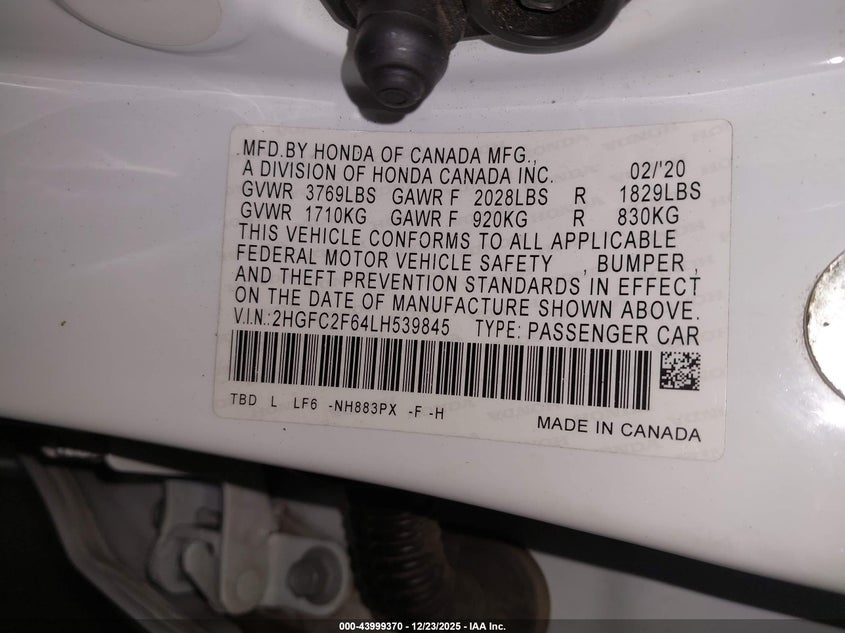 MFD.BY HONDA OF CANADA MFG.,
A DIVISION OF HONDA CANADA INC. 02/'20
GVWR 3769LBS GAWR F 2028LBS R 1829LBS
GVWR 1710KG GAWR F 920KG R 830KG
THIS VEHICLE CONFORMS TO ALL APPLICABLE
FEDERAL MOTOR VEHICLE SAFETY , BUMPER ,
AND THEFT PREVENTION STANDARDS IN EFFECT
ON THE DATE OF MANUFACTURE SHOWN ABOVE.
V.I.N.:2HGFC2F64LH539845 TYPE: PASSENGER CAR
TBD L LF6 -NH883PX -F -H
MADE IN CANADA
000-43999370 - 12/23/2025 - IAA Inc.